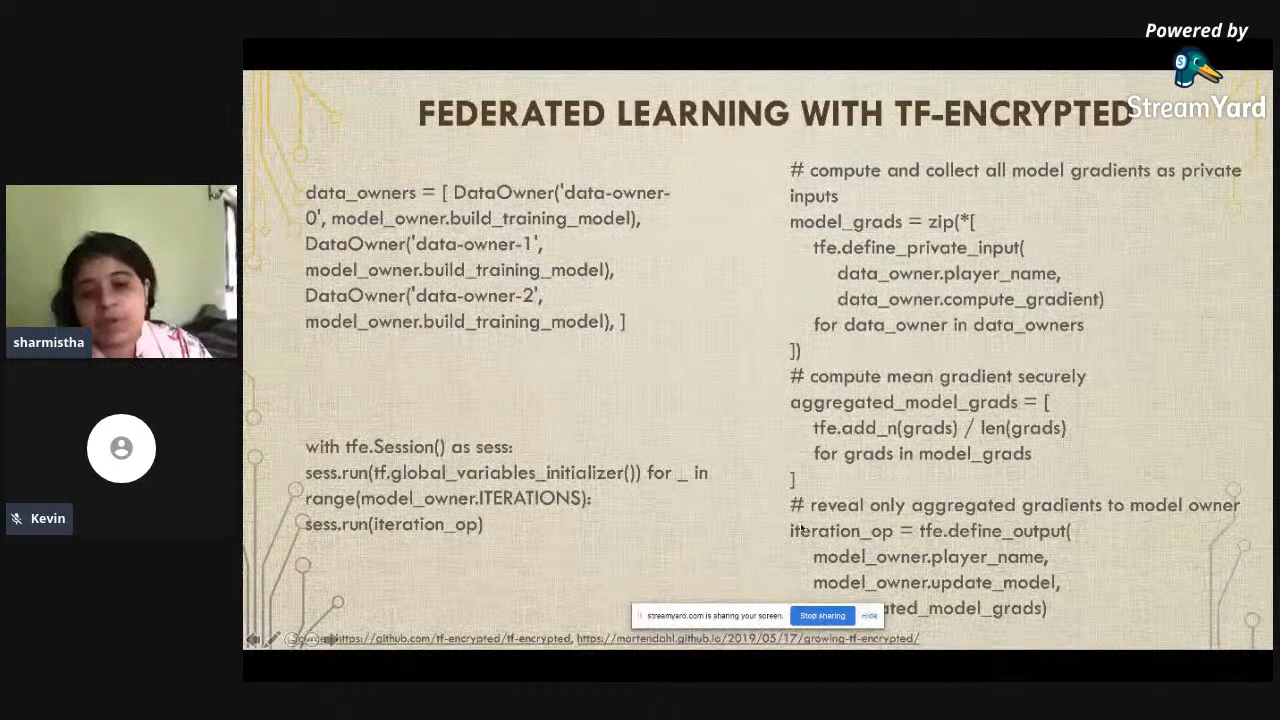 Powered by
StreamYard
FEDERATED LEARNING WITH TF-ENCRYPTED
data_owners = [ DataOwner('data-owner-
0', model_owner.build_training_model),
DataOwner('data-owner-1',
model_owner.build_training_model),
DataOwner('data-owner-2',
model_owner.build_training_model), ]
with tfe.Session() as sess:
sess.run(tf.global_variables_initializer()) for _ in
range(model_owner.ITERATIONS):
sess.run(iteration_op)
# compute and collect all model gradients as private
inputs
model_grads = zip(*[
tfe.define_private_input(
data_owner.player_name,
data_owner.compute_gradient)
for data_owner in data_owners
])
# compute mean gradient securely
aggregated_model_grads = [
tfe.add_n(grads) / len(grads)
for grads in model_grads
]
# reveal only aggregated gradients to model owner
iteration_op = tfe.define_output(
model_owner.player_name,
model_owner.update_model,
ated_model_grads)
streamyard.com is sharing your screen.
Stop sharing
Hide
https://github.com/tf-encrypted/tf-encrypted, https://mortendahl.github.io/2019/05/17/growing-tf-encrypted/
sharmistha
Kevin